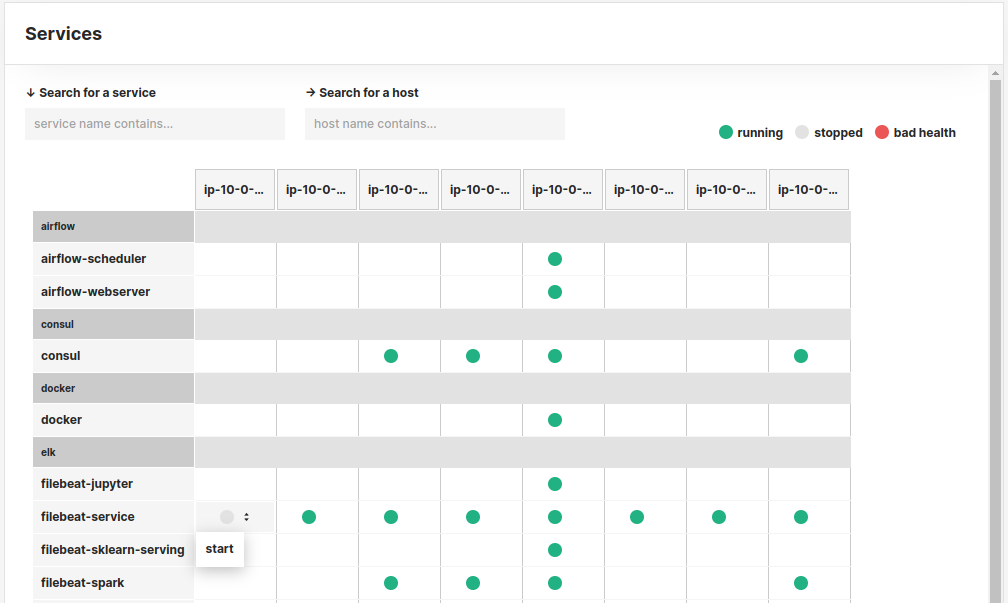 Services
↓ Search for a service → Search for a host
service name contains... host name contains...
running stopped bad health
ip-10-0-... ip-10-0-... ip-10-0-... ip-10-0-... ip-10-0-... ip-10-0-... ip-10-0-... ip-10-0-...
airflow
airflow-scheduler
airflow-webserver
consul
consul
docker
docker
elk
filebeat-jupyter
filebeat-service
filebeat-sklearn-serving start
filebeat-spark